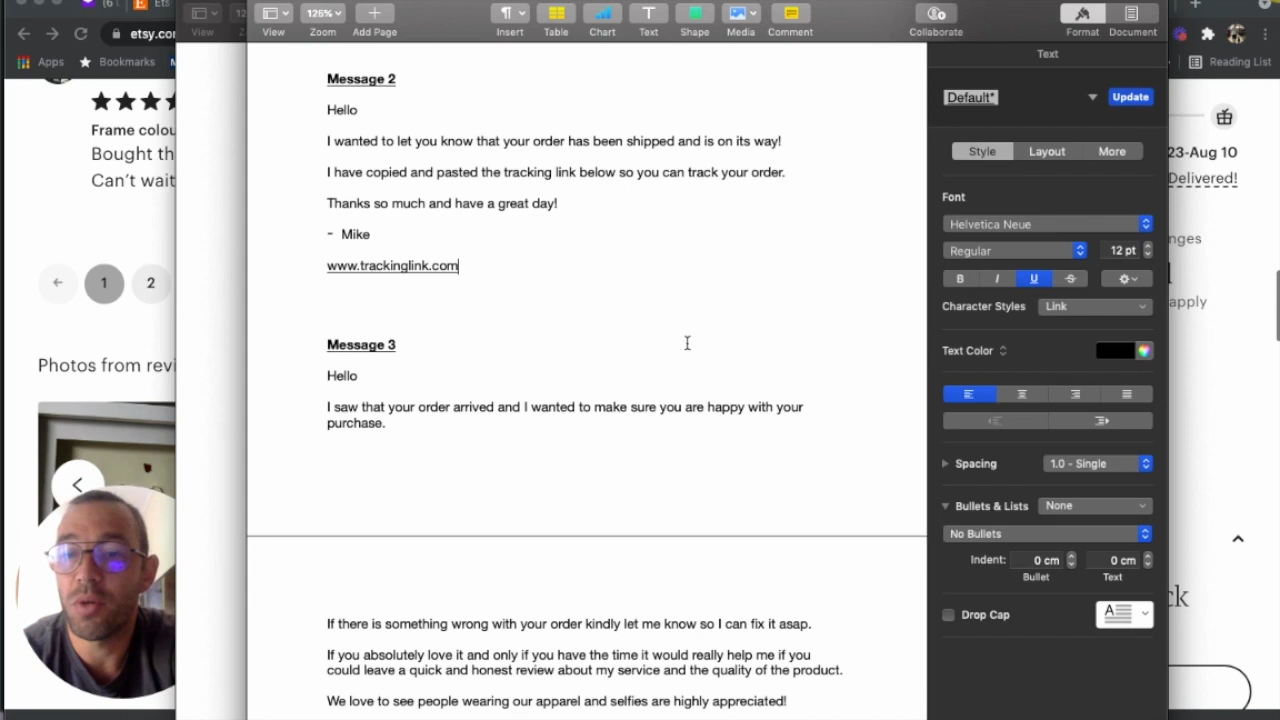 etsy.com
View
View
125%
Zoom
Add Page
Insert
Table
Chart
Text
Shape
Media
Comment
Collaborate
Format
Document
Apps
Bookmarks
Reading List
Frame colou
Bought th
Can't wait
1
2
Photos from revi
Message 2
Hello
I wanted to let you know that your order has been shipped and is on its way!
I have copied and pasted the tracking link below so you can track your order.
Thanks so much and have a great day!
- Mike
www.trackinglink.com
Message 3
Hello
I saw that your order arrived and I wanted to make sure you are happy with your
purchase.
If there is something wrong with your order kindly let me know so I can fix it asap.
If you absolutely love it and only if you have the time it would really help me if you
could leave a quick and honest review about my service and the quality of the product.
We love to see people wearing our apparel and selfies are highly appreciated!
Text
Default*
Update
Style
Layout
More
Font
Helvetica Neue
Regular
12 pt
B I U S
Character Styles
Link
Text Color
Spacing
1.0 - Single
Bullets & Lists
None
No Bullets
Indent:
0 cm
0 cm
Bullet
Text
Drop Cap
A
23-Aug 10
Delivered!
nges
apply
ck